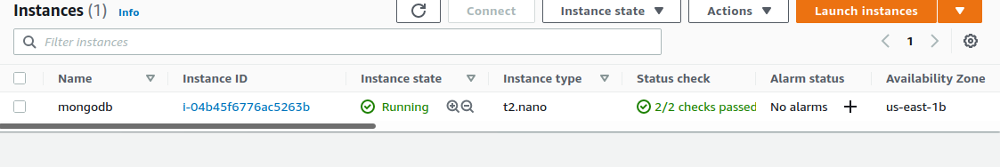 Instances (1) Info
Connect Instance state Actions Launch instances
Filter instances
1
Name Instance ID Instance state Instance type Status check Alarm status Availability Zone
mongodb i-04b45f6776ac5263b Running t2.nano 2/2 checks passed No alarms + us-east-1b